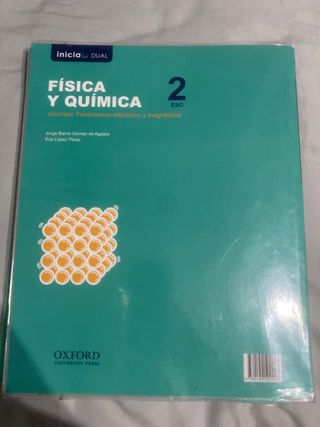 inicia DUAL
FÍSICA
Y QUÍMICA
2
ESO
Volumen: Fenómenos eléctricos y magnéticos
Jorge Barrio Gómez de Agüero
Eva López Pérez
OXFORD
UNIVERSITY PRESS